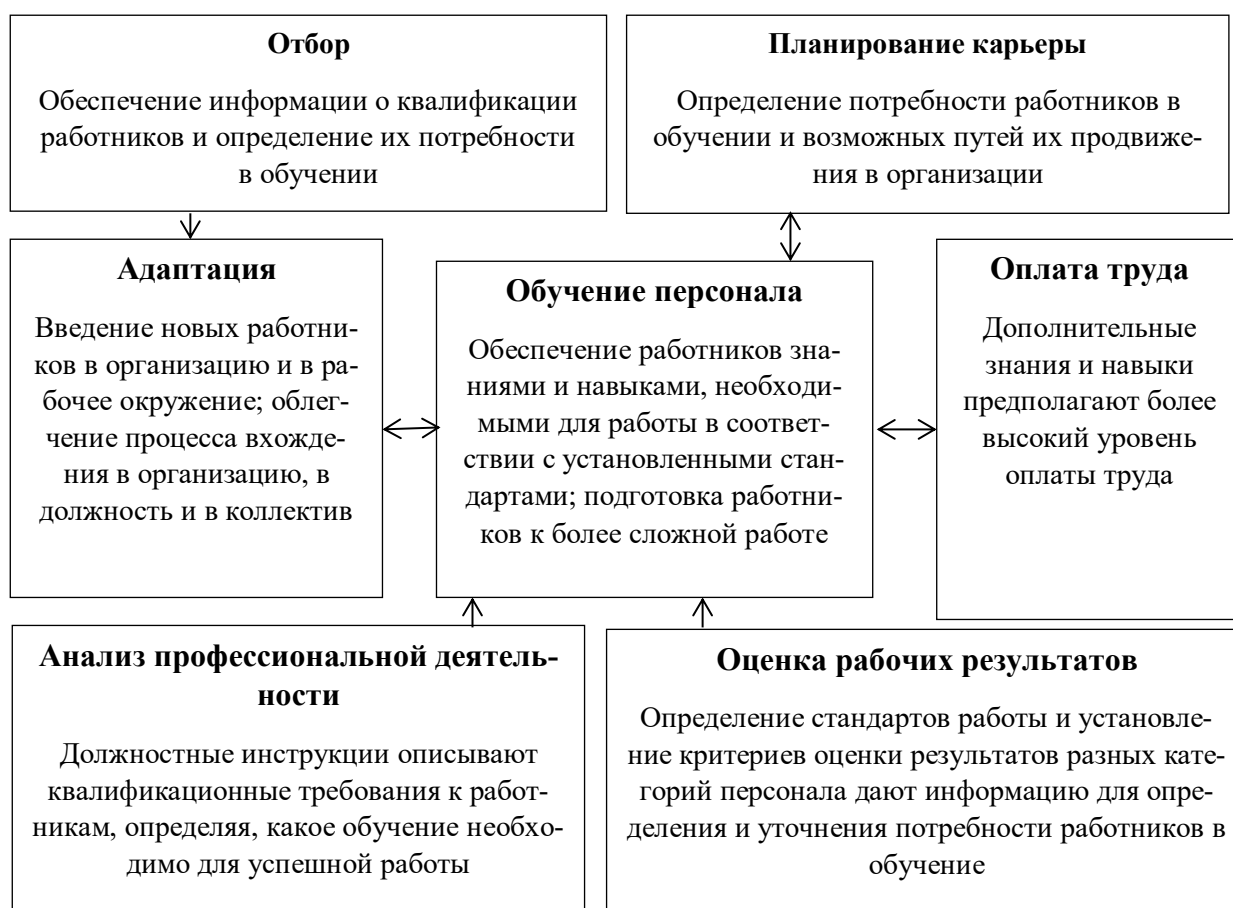 Отбор
Обеспечение информации о квалификации
работников и определение их потребности
в обучении
Планирование карьеры
Определение потребности работников в
обучении и возможных путей их продвиже-
ния в организации
Адаптация
Введение новых работни-
ков в организацию и в ра-
бочее окружение; облег-
чение процесса вхожде-
ния в организацию, в
должность и в коллектив
Обучение персонала
Обеспечение работников зна-
ниями и навыками, необходи-
мыми для работы в соответ-
ствии с установленными стан-
дартами; подготовка работни-
ков к более сложной работе
Оплата труда
Дополнительные
знания и навыки
предполагают более
высокий уровень
оплаты труда
Анализ профессиональной деятель-
ности
Должностные инструкции описывают
квалификационные требования к работ-
никам, определяя, какое обучение необхо-
димо для успешной работы
Оценка рабочих результатов
Определение стандартов работы и установле-
ние критериев оценки результатов разных кате-
горий персонала дают информацию для опре-
деления и уточнения потребности работников в
обучение